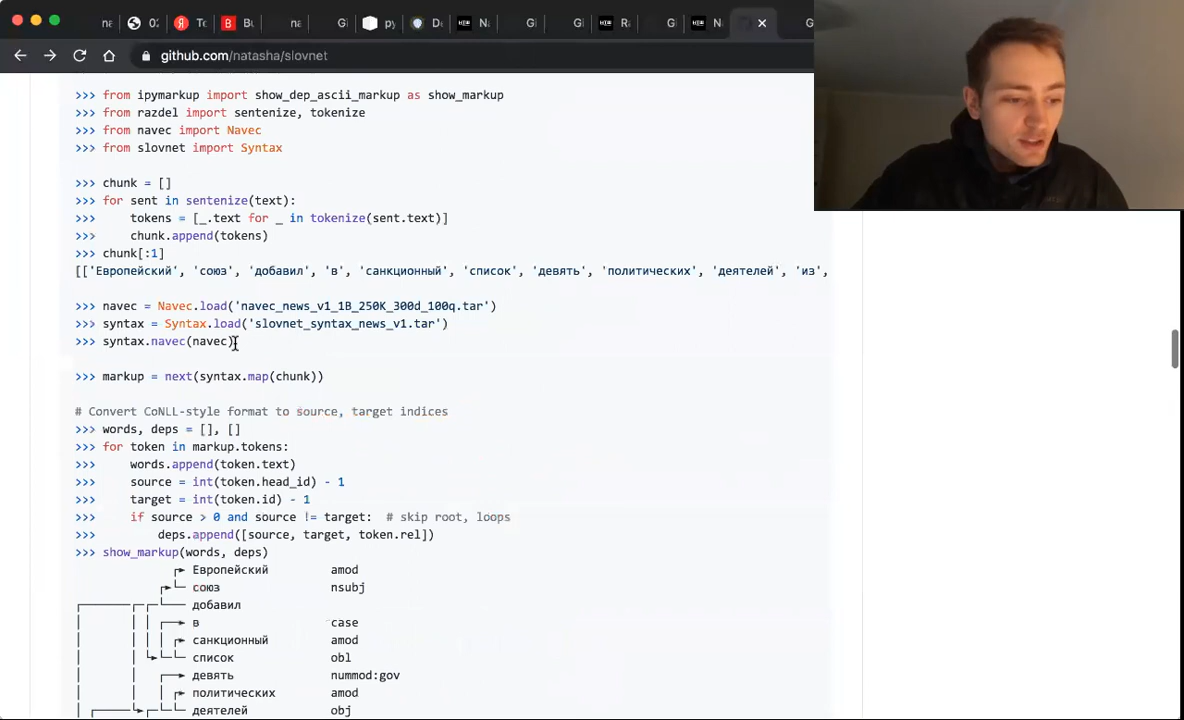 github.com/natasha/slovnet
>>> from ipymarkup import show_dep_ascii_markup as show_markup
>>> from razdel import sentenize, tokenize
>>> from navec import Navec
>>> from slovnet import Syntax
>>> chunk = []
>>> for sent in sentenize(text):
>>>     tokens = [_.text for _ in tokenize(sent.text)]
>>>     chunk.append(tokens)
>>> chunk[:1]
[['Европейский', 'союз', 'добавил', 'в', 'санкционный', 'список', 'девять', 'политических', 'деятелей', 'из',
>>> navec = Navec.load('navec_news_v1_1B_250K_300d_100q.tar')
>>> syntax = Syntax.load('slovnet_syntax_news_v1.tar')
>>> syntax.navec(navec)
>>> markup = next(syntax.map(chunk))
# Convert CoNLL-style format to source, target indices
>>> words, deps = [], []
>>> for token in markup.tokens:
>>>     words.append(token.text)
>>>     source = int(token.head_id) - 1
>>>     target = int(token.id) - 1
>>>     if source > 0 and source != target:  # skip root, loops
>>>         deps.append([source, target, token.rel])
>>> show_markup(words, deps)
Европейский amod
союз nsubj
добавил
в case
санкционный amod
список obl
девять nummod:gov
политических amod
деятелей obj